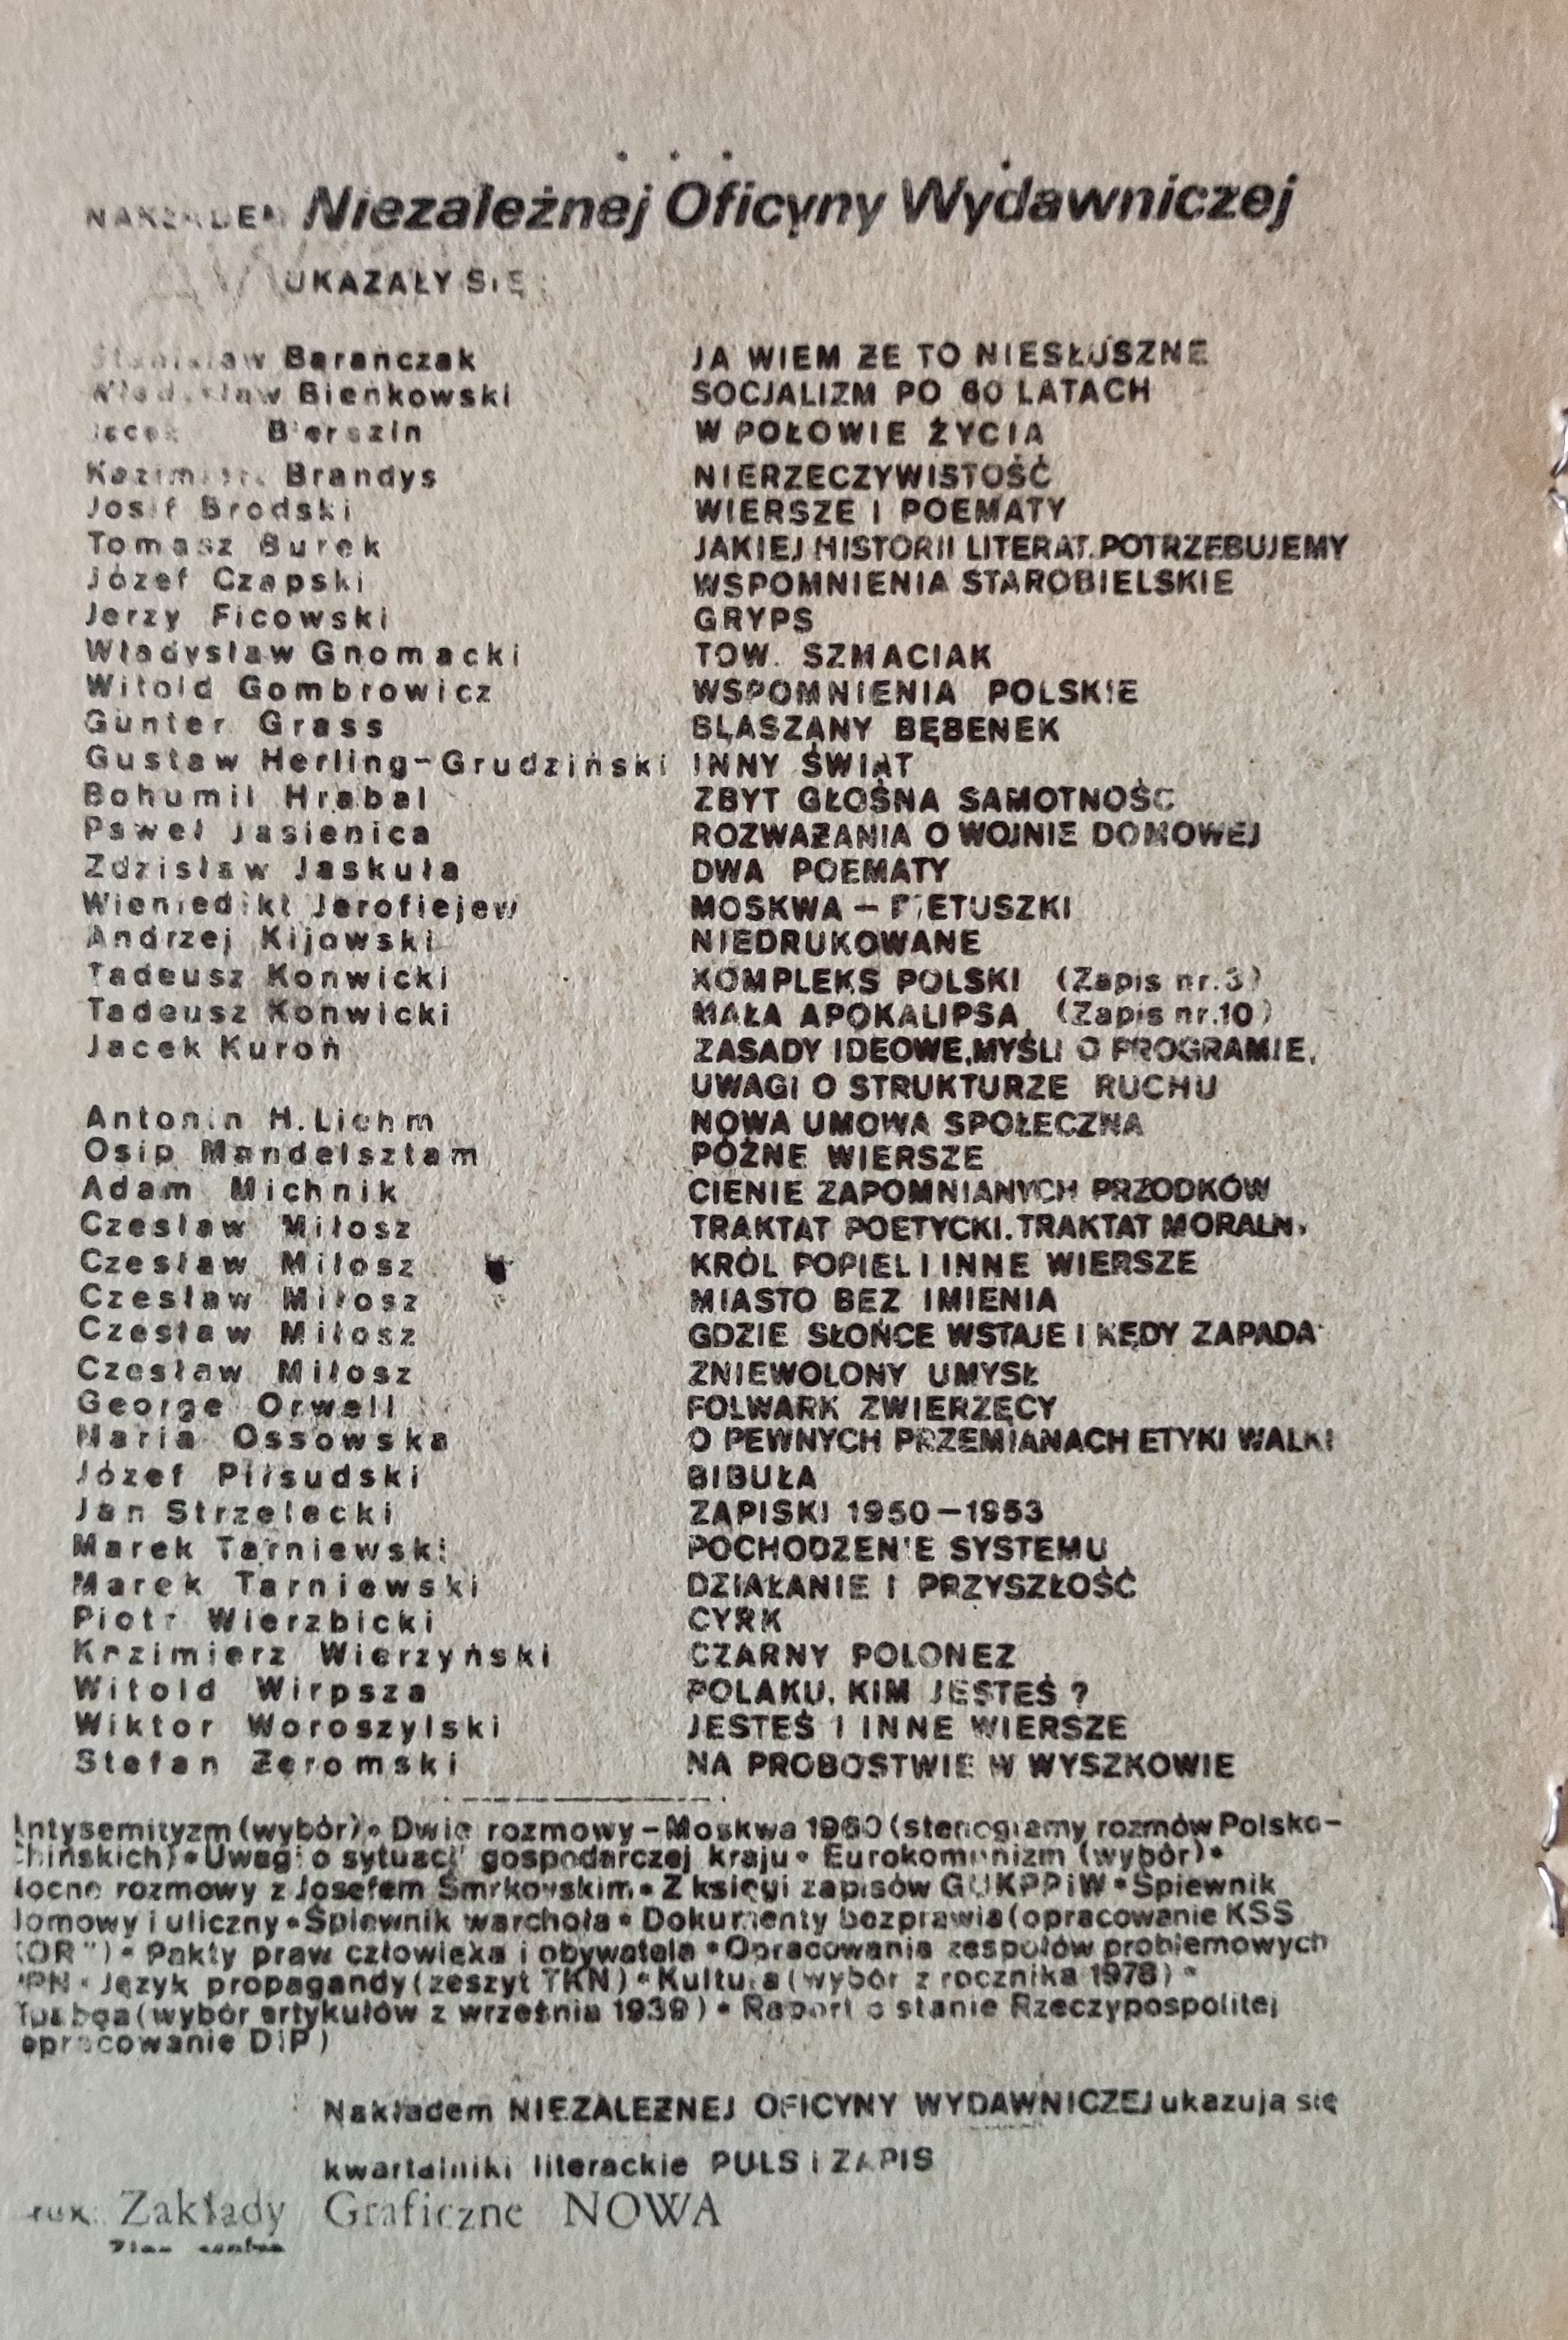 NAKŁADEM Niezależnej Oficyny Wydawniczej
UKAZAŁY SIĘ
Stanisław Barańczak JA WIEM ZE TO NIESŁUSZNE
Władysław Bieńkowski SOCJALIZM PO 60 LATACH
Jacek Bierezin W POŁOWIE ŻYCIA
Kazimierz Brandys NIERZECZYWISTOŚĆ
Josif Brodski WIERSZE I POEMATY
Tomasz Burek JAKIEJ HISTORII LITERAT. POTRZEBUJEMY
Józef Czapski WSPOMNIENIA STAROBIELSKIE
Jerzy Ficowski GRYPS
Władysław Gnomacki TOW. SZMACIAK
Witold Gombrowicz WSPOMNIENIA POLSKIE
Günter Grass BLASZANY BĘBENEK
Gustaw Herling-Grudziński INNY ŚWIAT
Bohumil Hrabal ZBYT GŁOŚNA SAMOTNOŚĆ
Paweł Jasienica ROZWAŻANIA O WOJNIE DOMOWEJ
Zdzisław Jaskuła DWA POEMATY
Wieniedikt Jerofiejew MOSKWA – PIETUSZKI
Andrzej Kijowski NIEDRUKOWANE
Tadeusz Konwicki KOMPLEKS POLSKI (Zapis nr.3)
Tadeusz Konwicki MAŁA APOKALIPSA (Zapis nr.10)
Jacek Kuroń ZASADY IDEOWE,MYŚLI O PROGRAMIE,
UWAGI O STRUKTURZE RUCHU
Antonin H.Liehm NOWA UMOWA SPOŁECZNA
Osip Mandelsztam PÓŹNE WIERSZE
Adam Michnik CIENIE ZAPOMNIANYCH PRZODKÓW
Czesław Miłosz TRAKTAT POETYCKI. TRAKTAT MORALN.
Czesław Miłosz KRÓL POPIEL I INNE WIERSZE
Czesław Miłosz MIASTO BEZ IMIENIA
Czesław Miłosz GDZIE SŁOŃCE WSTAJE I KĘDY ZAPADA
Czesław Miłosz ZNIEWOLONY UMYSŁ
George Orwell FOLWARK ZWIERZĘCY
Maria Ossowska O PEWNYCH PRZEMIANACH ETYKI WALKI
Józef Piłsudski BIBUŁA
Jan Strzelecki ZAPISKI 1950–1953
Marek Tarniewski POCHODZENIE SYSTEMU
Marek Tarniewski DZIAŁANIE I PRZYSZŁOŚĆ
Piotr Wierzbicki CYRK
Kazimierz Wierzyński CZARNY POLONEZ
Witold Wirpsza POLAKU, KIM JESTEŚ ?
Wiktor Woroszylski JESTEŚ I INNE WIERSZE
Stefan Żeromski NA PROBOSTWIE W WYSZKOWIE
Antysemityzm (wybór) • Dwie rozmowy – Moskwa 1960 (stenogramy rozmów Polsko-
chińskich) • Uwagi o sytuacji gospodarczej kraju • Eurokomunizm (wybór) •
Nocne rozmowy z Josefem Smrkovskim • Z księgi zapisów GUKPPiW • Śpiewnik
domowy i uliczny • Śpiewnik warchoła • Dokumenty bezprawia (opracowanie KSS
KOR") • Pakty praw człowieka i obywatela • Opracowania zespołów problemowych
PPN • Język propagandy (zeszyt TKN) • Kultura (wybór z rocznika 1978) •
(wybór artykułów z września 1939) • Raport o stanie Rzeczypospolitej
opracowanie DiP)
Nakładem NIEZALEŻNEJ OFICYNY WYDAWNICZEJ ukazują się
kwartalniki literackie PULS i ZAPIS
Zakłady Graficzne NOWA